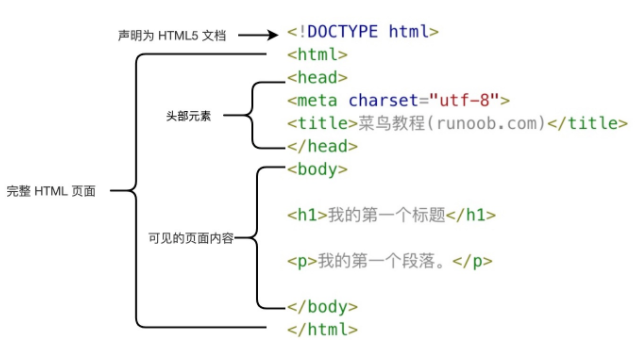 声明为 HTML5 文档
<!DOCTYPE html>
<html>
<head>
<meta charset="utf-8">
头部元素
<title>菜鸟教程(runoob.com)</title>
</head>
<body>
完整 HTML 页面
<h1>我的第一个标题</h1>
可见的页面内容
<p>我的第一个段落。</p>
</body>
</html>